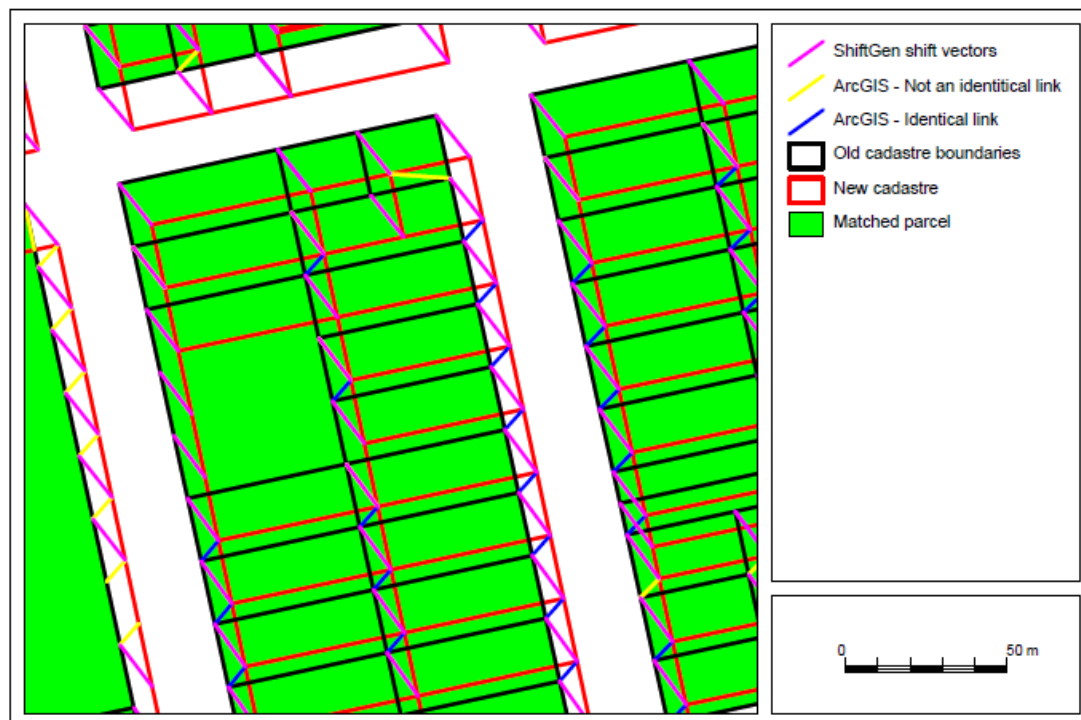 ShiftGen shift vectors
ArcGIS - Not an identitical link
ArcGIS - Identical link
Old cadastre boundaries
New cadastre
Matched parcel
0 50 m